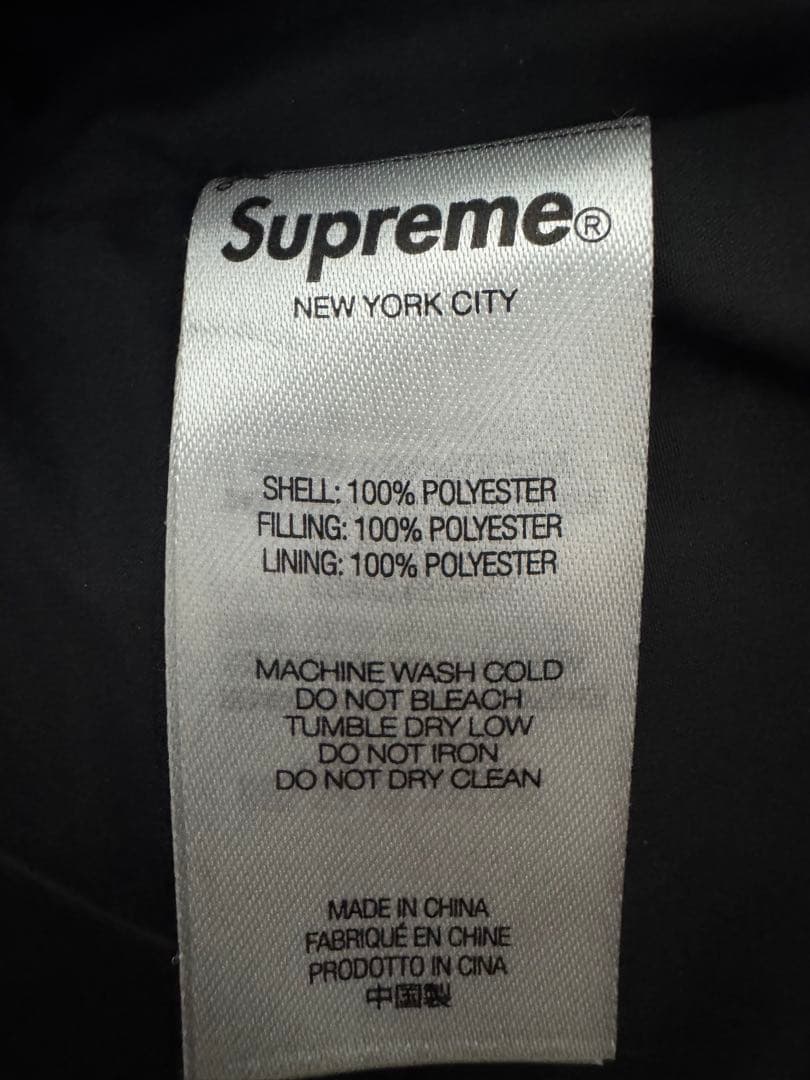 Supreme®
NEW YORK CITY
SHELL: 100% POLYESTER
FILLING: 100% POLYESTER
LINING: 100% POLYESTER
MACHINE WASH COLD
DO NOT BLEACH
TUMBLE DRY LOW
DO NOT IRON
DO NOT DRY CLEAN
MADE IN CHINA
FABRIQUÉ EN CHINE
PRODOTTO IN CINA
中国製